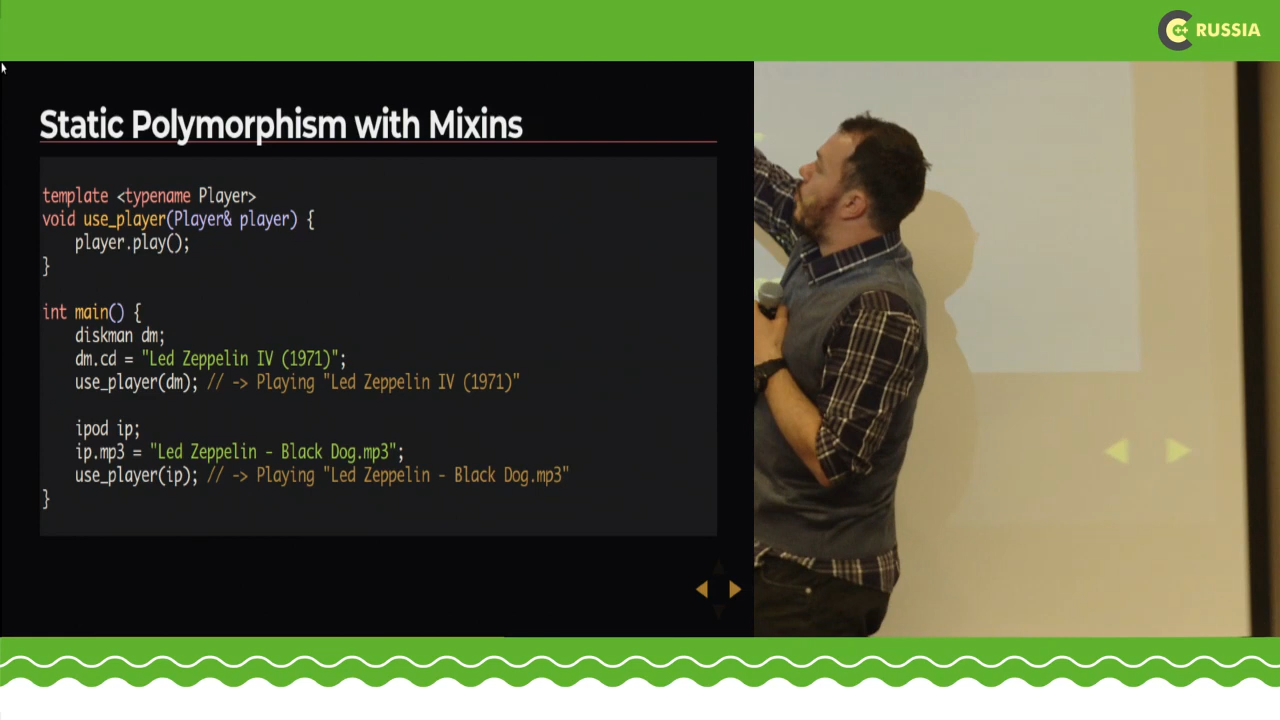 C++ RUSSIA
Static Polymorphism with Mixins
template <typename Player>
void use_player(Player& player) {
    player.play();
}
int main() {
    diskman dm;
    dm.cd = "Led Zeppelin IV (1971)";
    use_player(dm); // -> Playing "Led Zeppelin IV (1971)"
    ipod ip;
    ip.mp3 = "Led Zeppelin - Black Dog.mp3";
    use_player(ip); // -> Playing "Led Zeppelin - Black Dog.mp3"
}